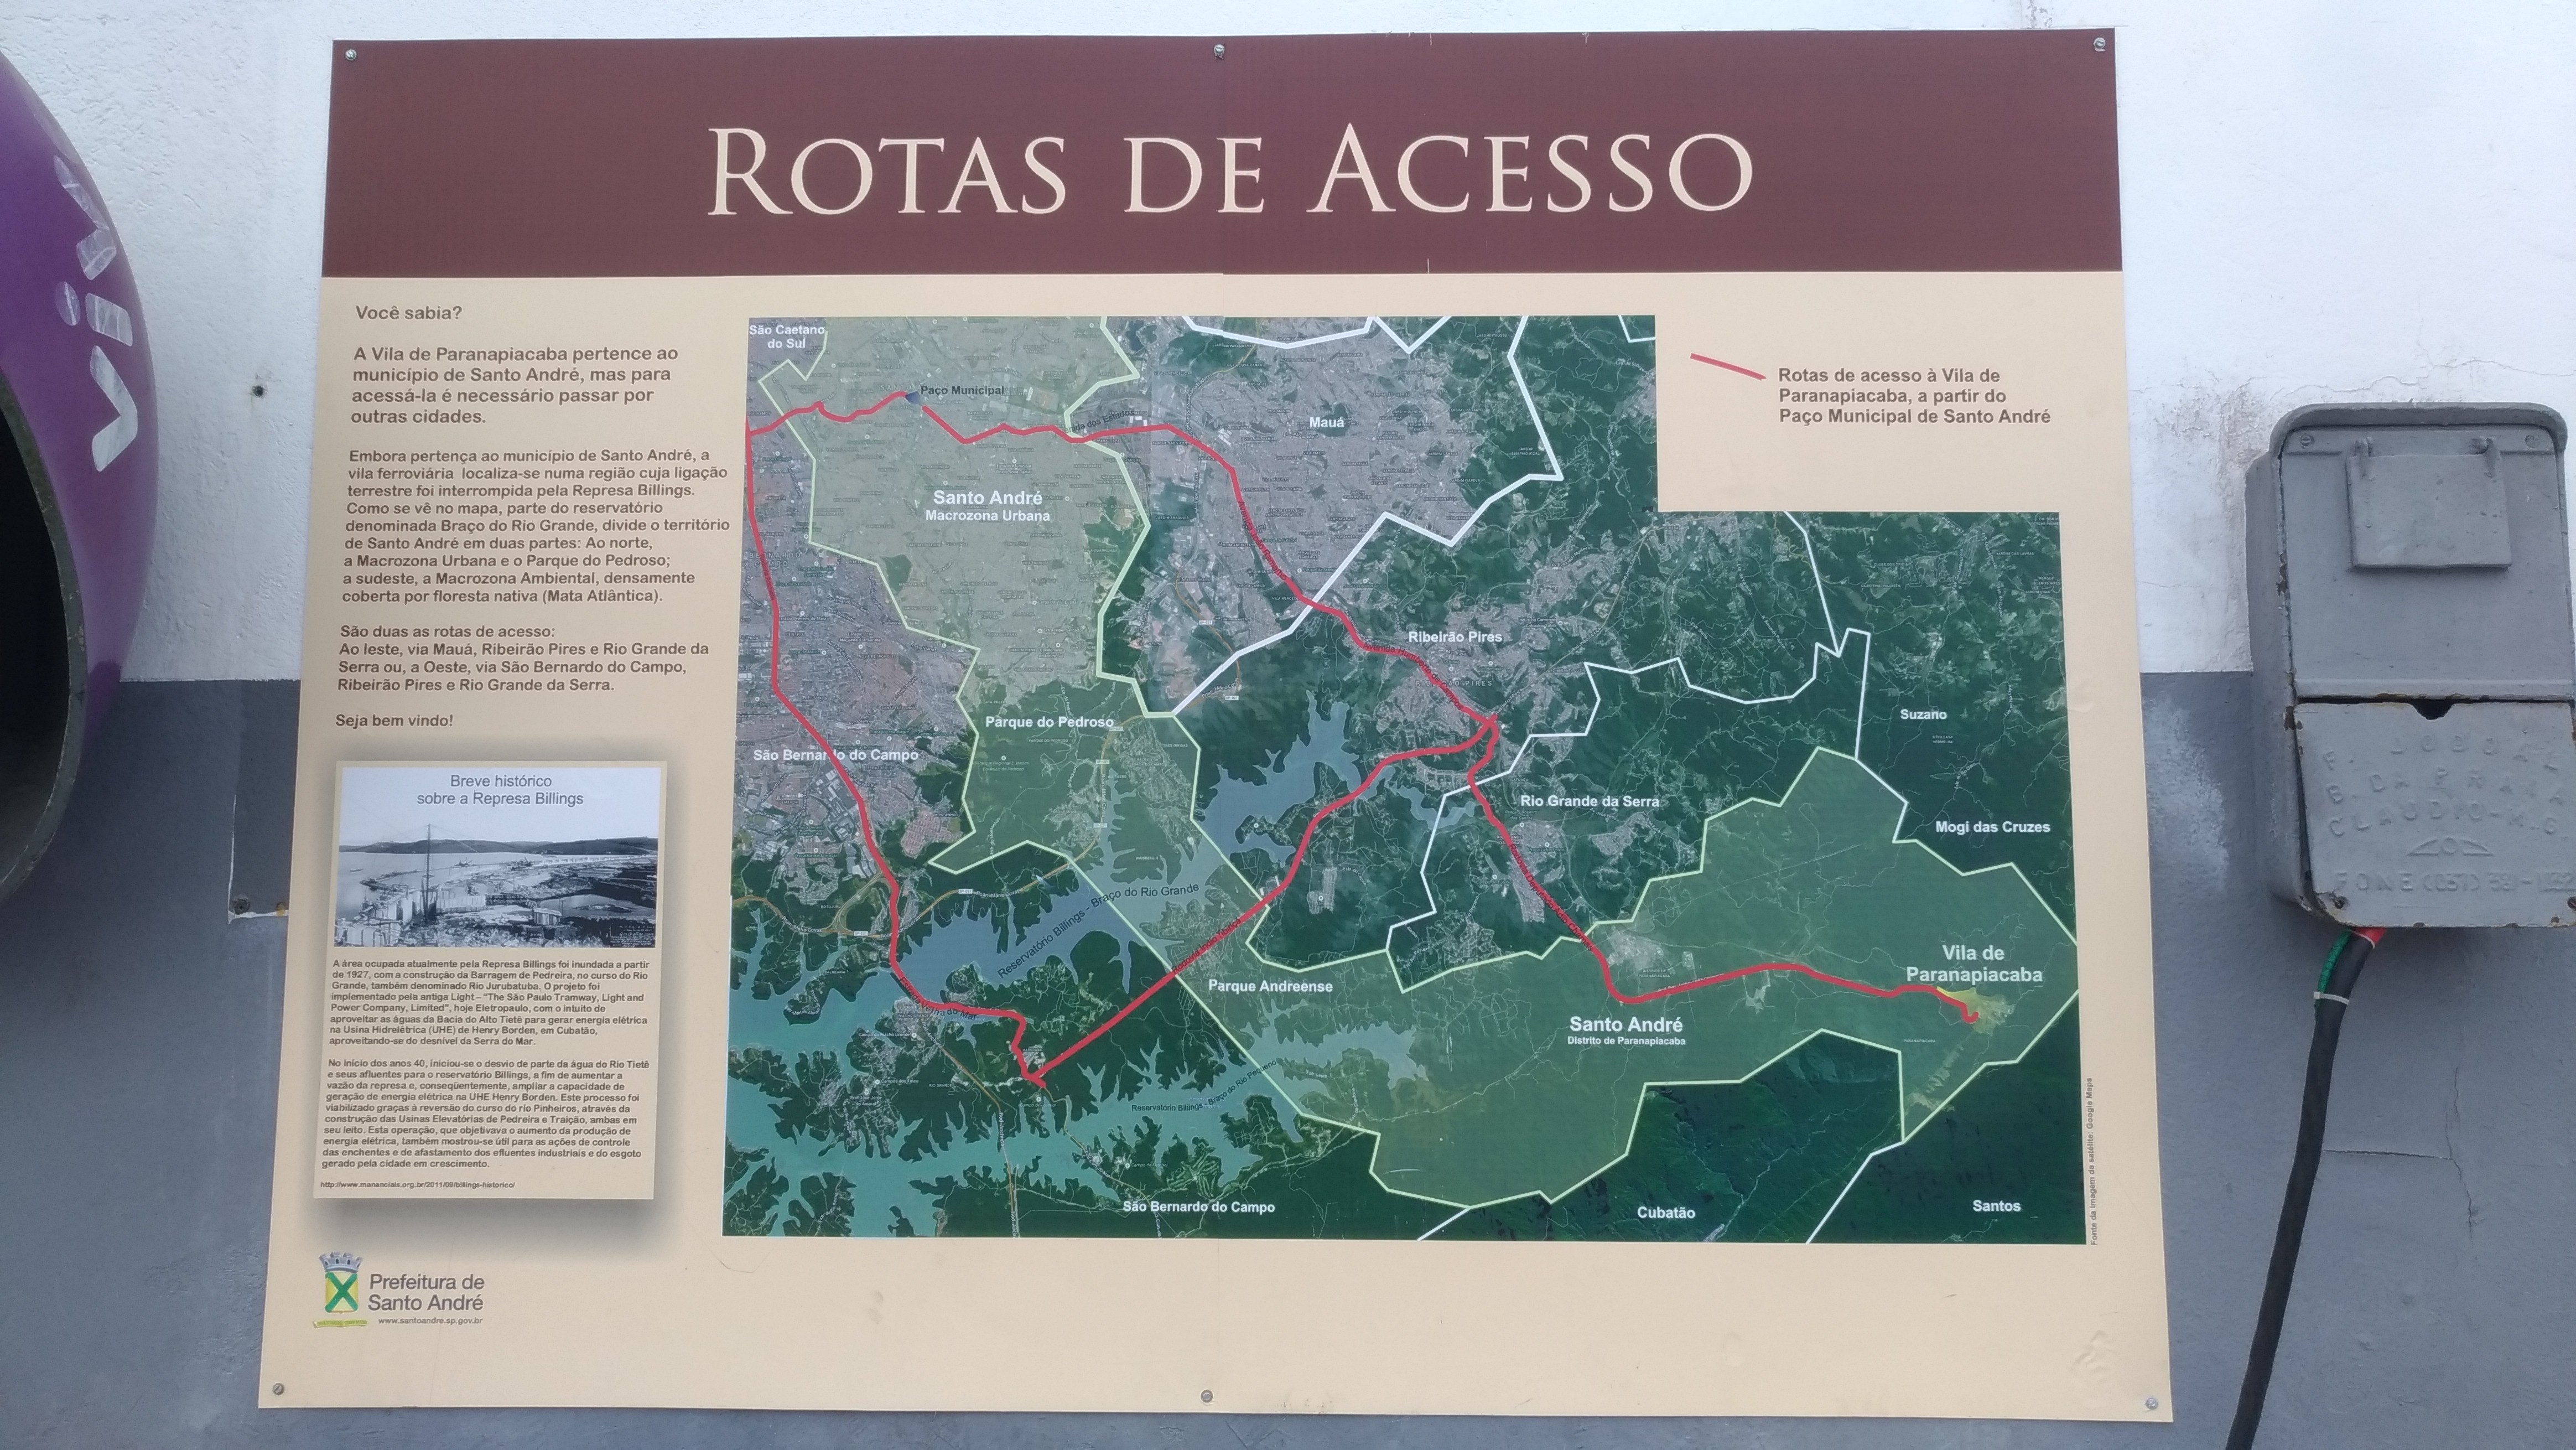 vivo
ROTAS DE ACESSO
Você sabia?
A Vila de Paranapiacaba pertence ao
município de Santo André, mas para
acessá-la é necessário passar por
outras cidades.
Embora pertença ao município de Santo André, a
vila ferroviária localiza-se numa região cuja ligação
terrestre foi interrompida pela Represa Billings.
Como se vê no mapa, parte do reservatório
denominada Braço do Rio Grande, divide o território
de Santo André em duas partes: Ao norte,
a Macrozona Urbana e o Parque do Pedroso;
a sudeste, a Macrozona Ambiental, densamente
coberta por floresta nativa (Mata Atlântica).
São duas as rotas de acesso:
Ao leste, via Mauá, Ribeirão Pires e Rio Grande da
Serra ou, a Oeste, via São Bernardo do Campo,
Ribeirão Pires e Rio Grande da Serra.
Seja bem vindo!
Breve histórico
sobre a Represa Billings
A área ocupada atualmente pela Represa Billings foi inundada a partir
de 1927, com a construção da Barragem de Pedreira, no curso do Rio
Grande, também denominado Rio Jurubatuba. O projeto foi
implementado pela antiga Light – "The São Paulo Tramway, Light and
Power Company, Limited", hoje Eletropaulo, com o intuito de
aproveitar as águas da Bacia do Alto Tietê para gerar energia elétrica
na Usina Hidrelétrica (UHE) de Henry Borden, em Cubatão,
aproveitando-se do desnível da Serra do Mar.
No início dos anos 40, iniciou-se o desvio de parte da água do Rio Tietê
e seus afluentes para o reservatório Billings, a fim de aumentar a
vazão da represa e, conseqüentemente, ampliar a capacidade de
geração de energia elétrica na UHE Henry Borden. Este processo foi
viabilizado graças à reversão do curso do rio Pinheiros, através da
construção das Usinas Elevatórias de Pedreira e Traição, ambas em
seu leito. Esta operação, que objetivava o aumento da produção de
energia elétrica, também mostrou-se útil para as ações de controle
das enchentes e de afastamento dos efluentes industriais e do esgoto
gerado pela cidade em crescimento.
http://www.mananciais.org.br/2011/09/billings-historico/
Prefeitura de
Santo André
www.santoandre.sp.gov.br
São Caetano
do Sul
Paço Municipal
Avenida dos Estados
Mauá
Santo André
Macrozona Urbana
Ribeirão Pires
Parque do Pedroso
São Bernardo do Campo
Suzano
Rio Grande da Serra
Mogi das Cruzes
Reservatório Billings - Braço do Rio Grande
Vila de
Paranapiacaba
Parque Andreense
Santo André
Distrito de Paranapiacaba
Reservatório Billings - Braço do Rio Pequeno
São Bernardo do Campo
Cubatão
Santos
Rotas de acesso à Vila de
Paranapiacaba, a partir do
Paço Municipal de Santo André
Fonte da Imagem de satélite: Google Maps